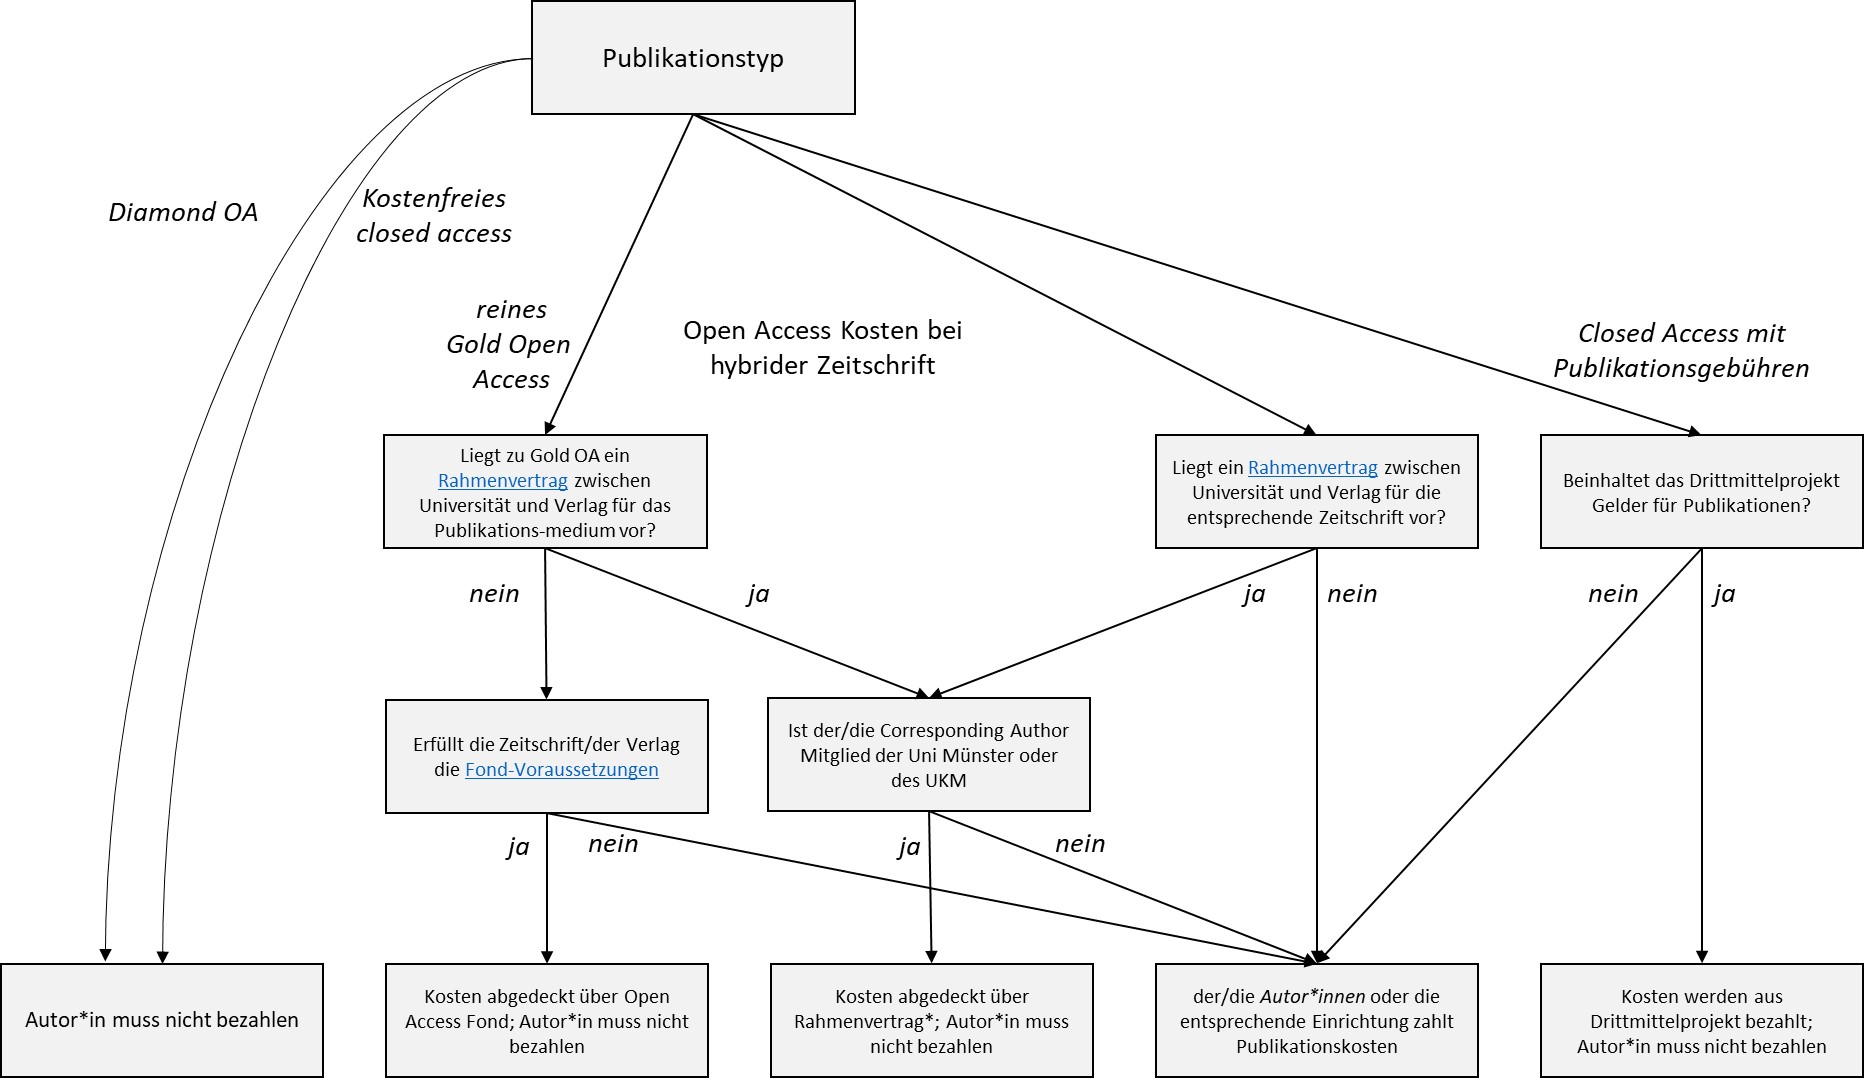 Publikationstyp
Diamond OA
Kostenfreies
closed access
reines
Gold Open
Access
Open Access Kosten bei
hybrider Zeitschrift
Closed Access mit
Publikationsgebühren
Liegt zu Gold OA ein
Rahmenvertrag zwischen
Universität und Verlag für das
Publikations-medium vor?
Liegt ein Rahmenvertrag zwischen
Universität und Verlag für die
entsprechende Zeitschrift vor?
Beinhaltet das Drittmittelprojekt
Gelder für Publikationen?
nein
ja
ja
nein
nein
ja
Erfüllt die Zeitschrift/der Verlag
die Fond-Voraussetzungen
Ist der/die Corresponding Author
Mitglied der Uni Münster oder
des UKM
ja
nein
ja
nein
Autor*in muss nicht bezahlen
Kosten abgedeckt über Open
Access Fond; Autor*in muss nicht
bezahlen
Kosten abgedeckt über
Rahmenvertrag*; Autor*in muss
nicht bezahlen
der/die Autor*innen oder die
entsprechende Einrichtung zahlt
Publikationskosten
Kosten werden aus
Drittmittelprojekt bezahlt;
Autor*in muss nicht bezahlen